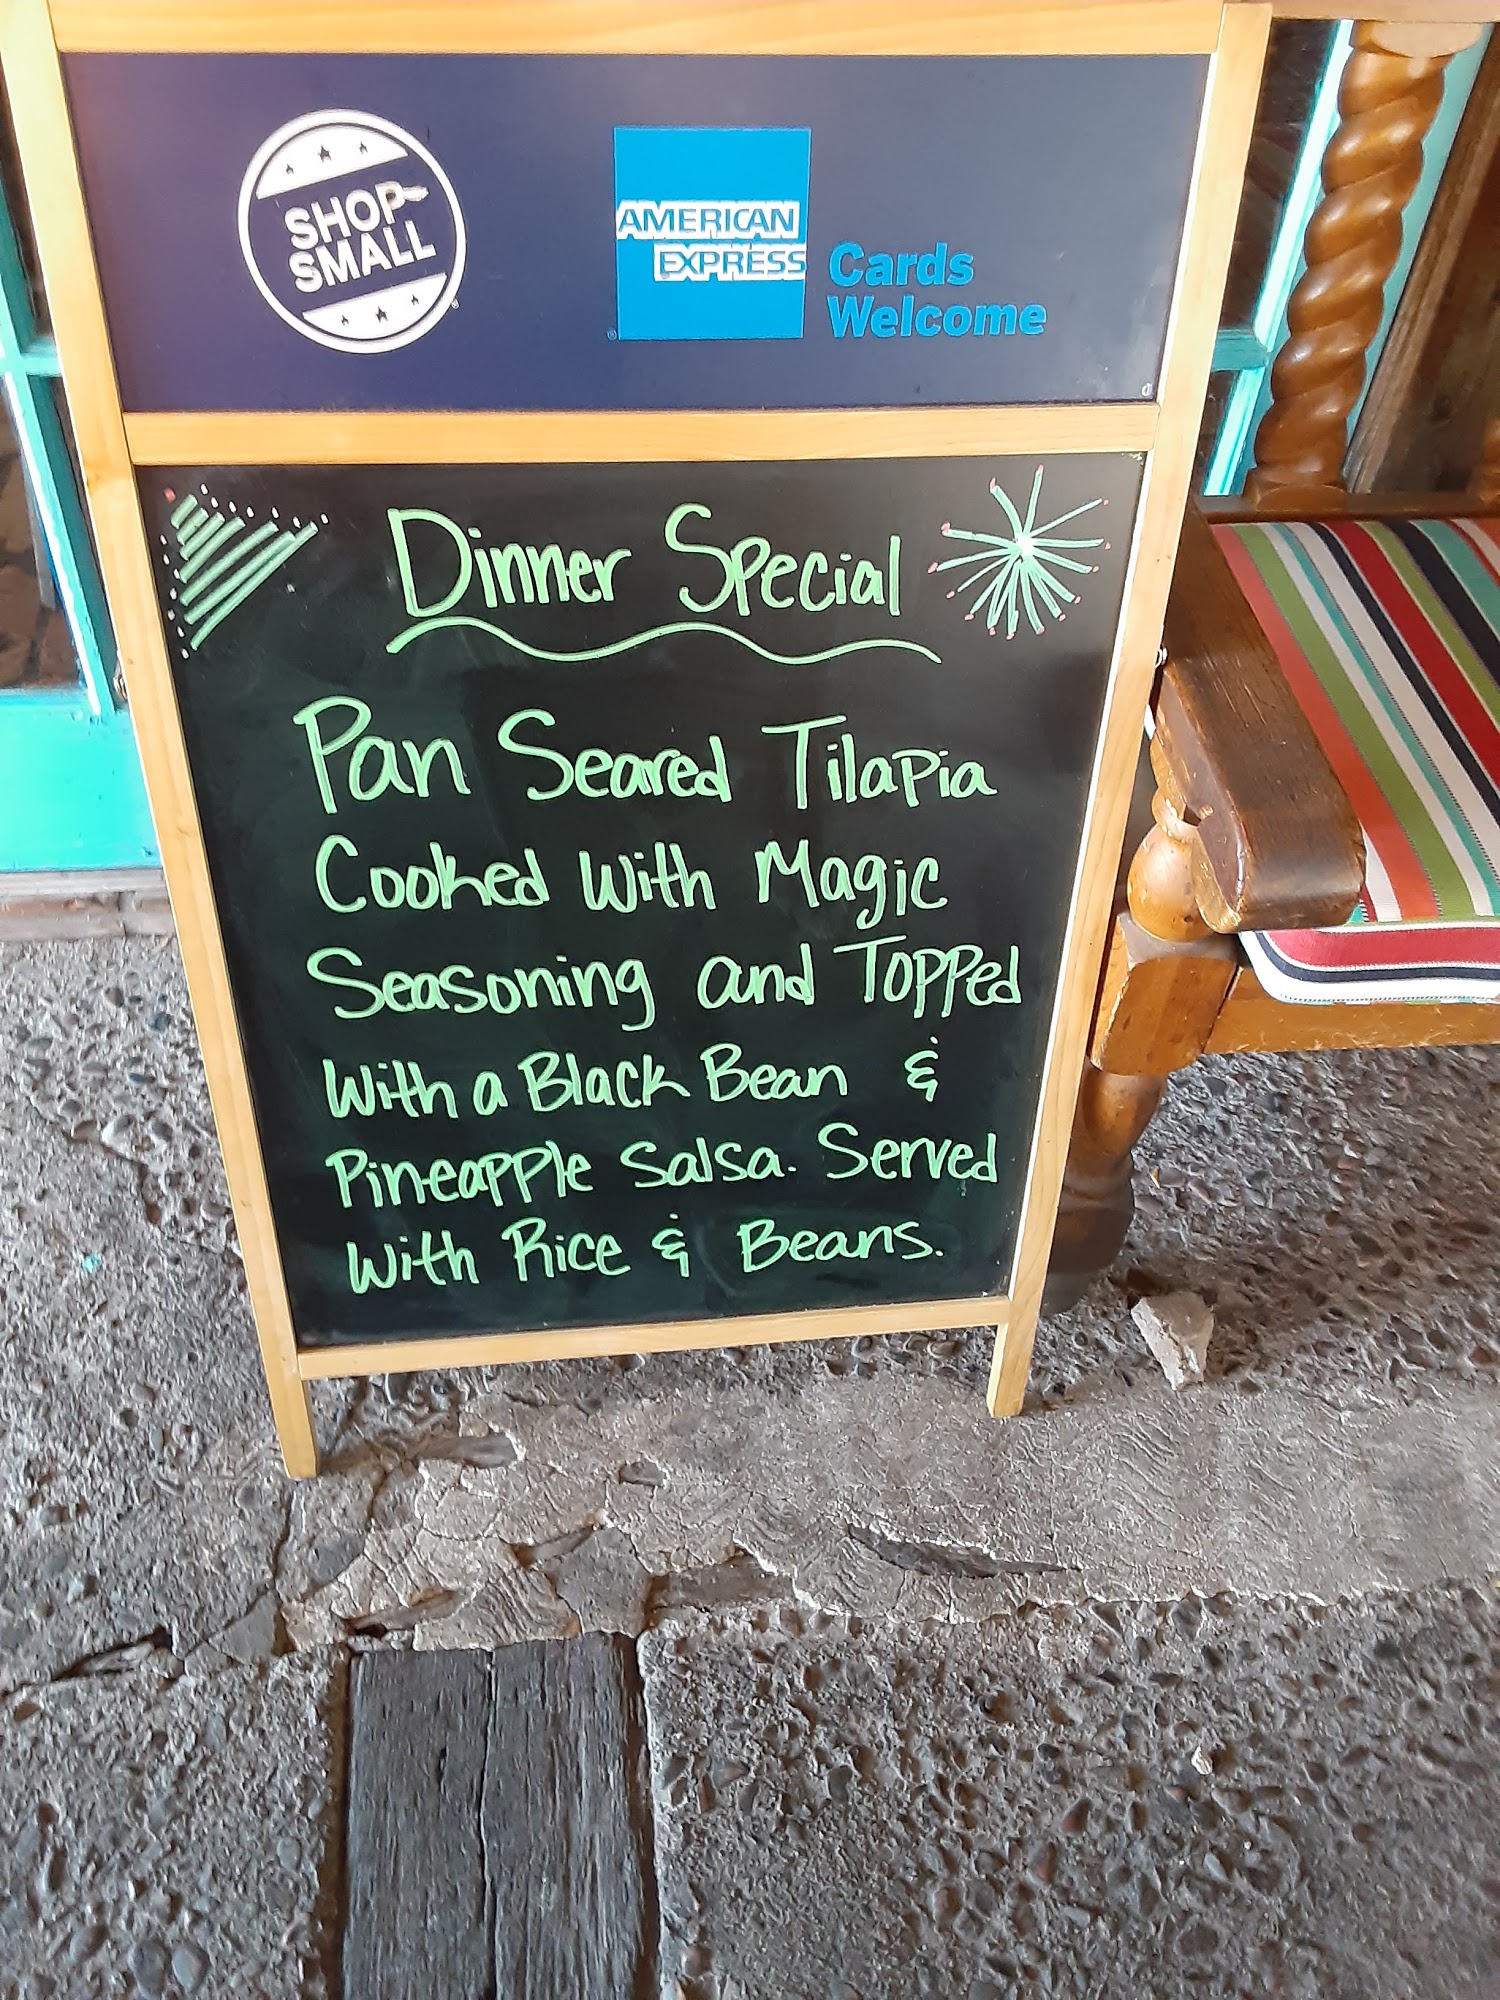 SHOP
SMALL
AMERICAN
EXPRESS
Cards
Welcome
Dinner Special
Pan Seared Tilapia
Cooked With Magic
Seasoning and Topped
With a Black Bean &
Pineapple Salsa. Served
With Rice & Beans.